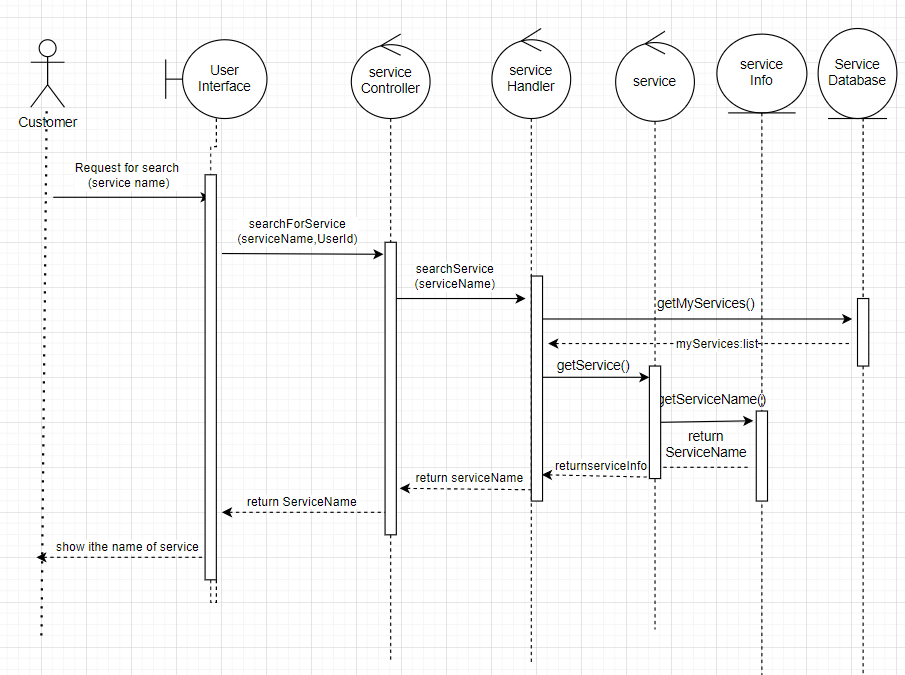 Customer
User
Interface
service
Controller
service
Handler
service
service
Info
Service
Database
Request for search
(service name)
searchForService
(serviceName,UserId)
searchService
(serviceName)
getMyServices()
myServices:list
getService()
getServiceName()
return
ServiceName
returnserviceInfo
return serviceName
return ServiceName
show ithe name of service